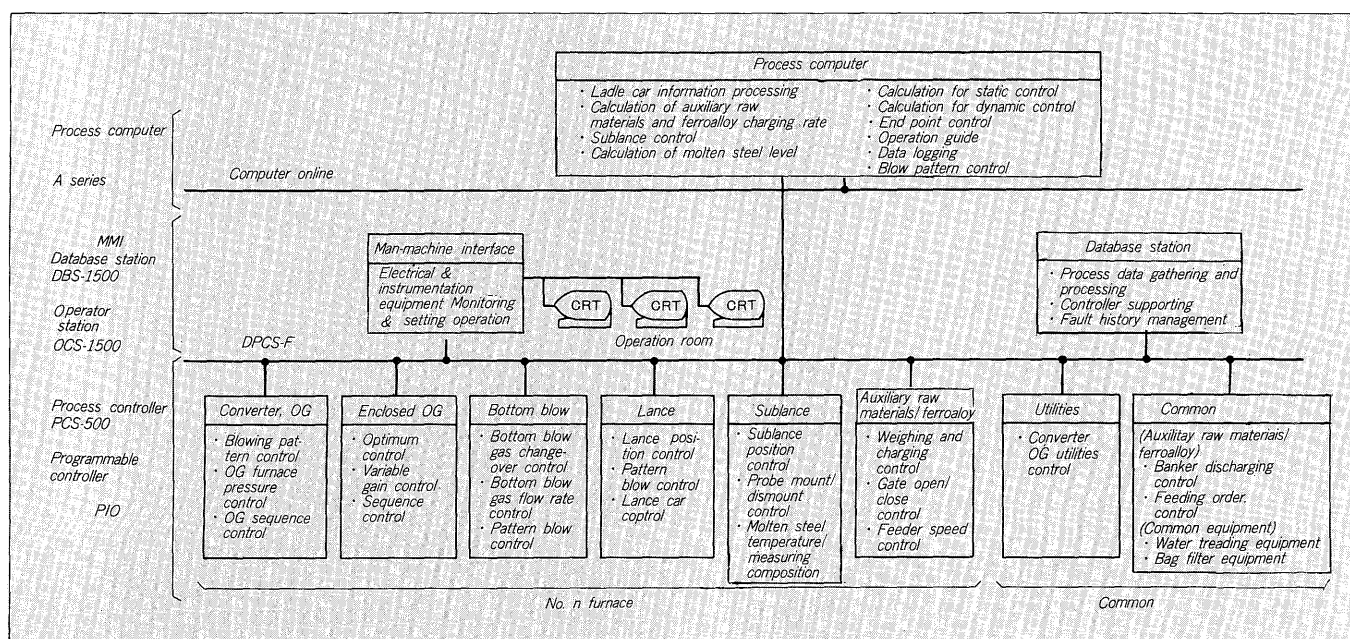 Process computer
· Ladle car information processing
· Calculation of auxiliary raw
materials and ferroalloy charging rate
· Sublance control
· Calculation of molten steel level
· Calculation for static control
· Calculation for dynamic control
· End point control
· Operation guide
· Data logging
· Blow pattern control
Process computer
A series
Computer online
MMI
Database station
DBS-1500
Operator
station
OCS-1500
Man-machine interface
Electrical &
instrumentation
equipment Monitoring
& setting operation
CRT
CRT
CRT
Operation room
Database station
· Process data gathering and
processing
· Controller supporting
· Fault history management
DPCS-F
Process controller
PCS-500
Programmable
controller
PIO
Converter, OG
· Blowing pat-
tern control
· OG furnace
pressure
control
· OG sequence
control
Enclosed OG
· Optimum
control
· Variable
gain control
· Sequence
control
Bottom blow
· Bottom blow
gas change-
over control
· Bottom blow
gas flow rate
control
· Pattern blow
control
Lance
· Lance posi-
tion control
· Pattern
blow control
· Lance car
coptrol
Sublance
· Sublance
position
control
· Probe mount/
dismount
control
· Molten steel
temperature/
measuring
composition
Auxiliary raw
materials/ferroaloy
· Weighing and
charging
control
· Gate open/
close
control
· Feeder speed
control
Utilities
· Converter
OG utilities
control
Common
(Auxilitay raw materiais/
ferroalloy)
· Banker discharging
control
· Feeding order
control
(Common equipment)
· Water treading equipment
· Bag filter equipment
No. n furnace
Common